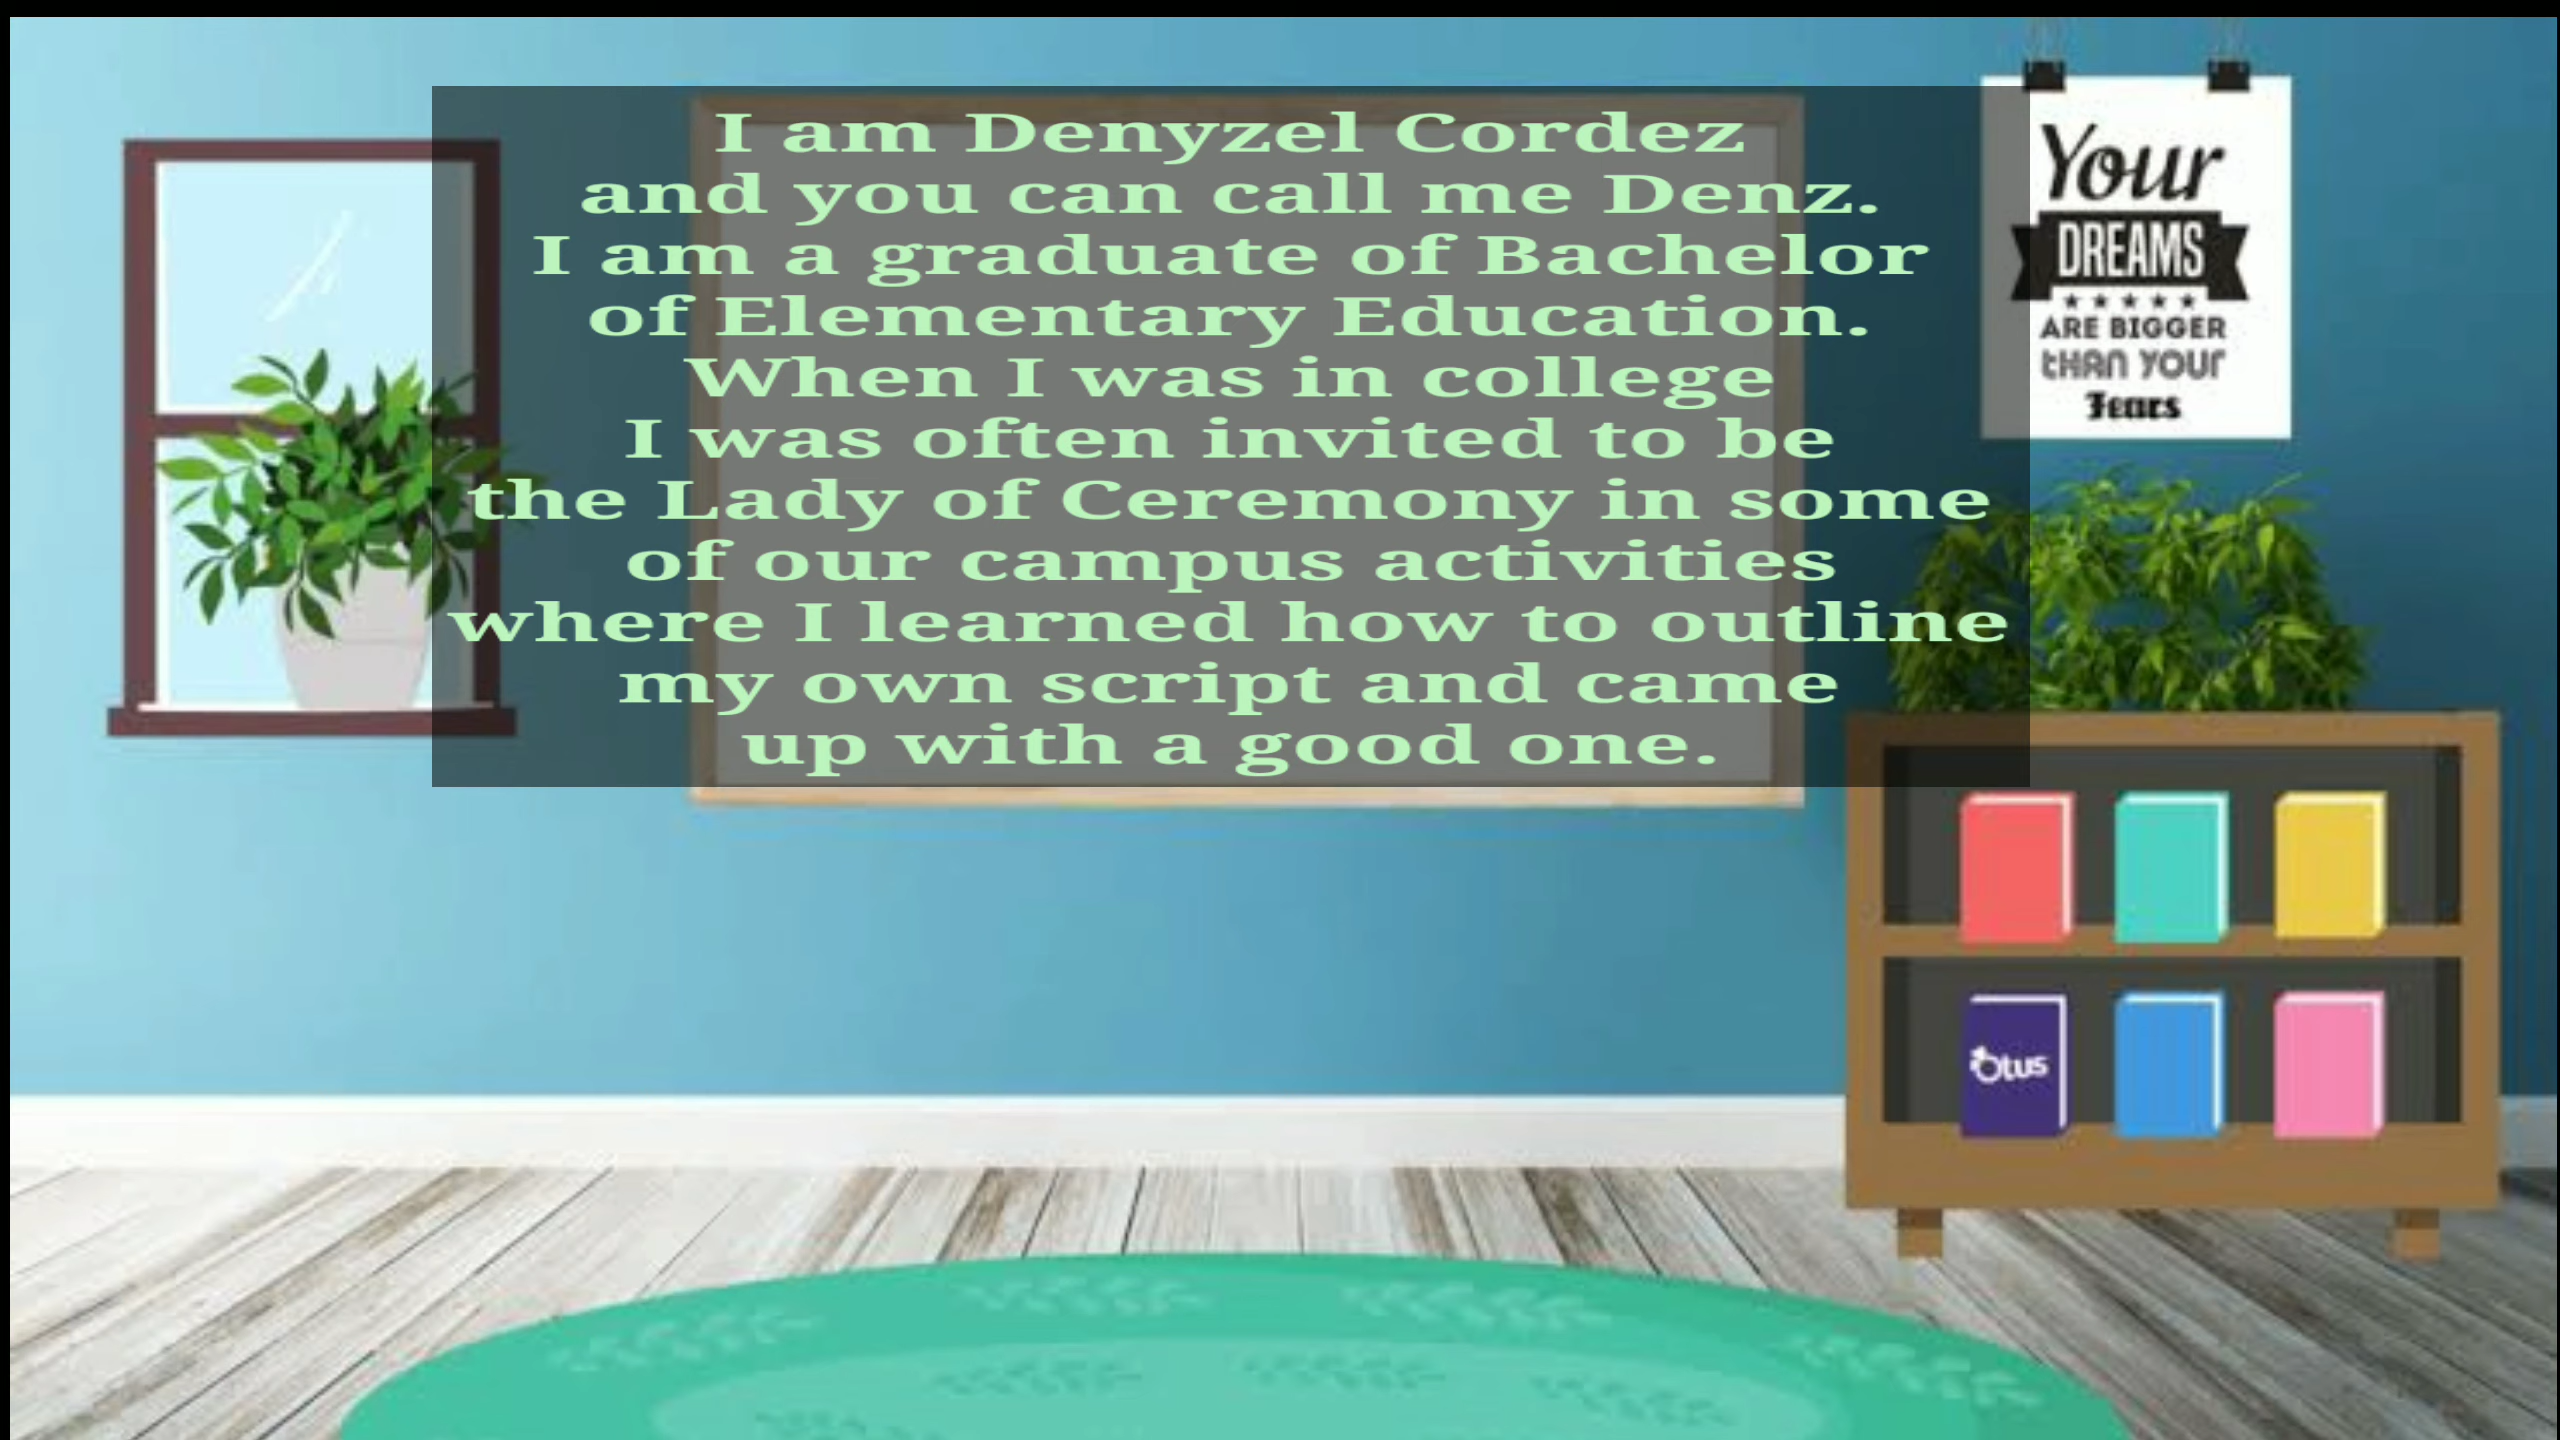 I am Denyzel Cordez
and you can call me Denz.
I am a graduate of Bachelor
of Elementary Education.
When I was in college
I was often invited to be
the Lady of Ceremony in some
of our campus activities
where I learned how to outline
my own script and came
up with a good one.
Your
DREAMS
ARE BIGGER
THAN YOUr
Fears
Otus